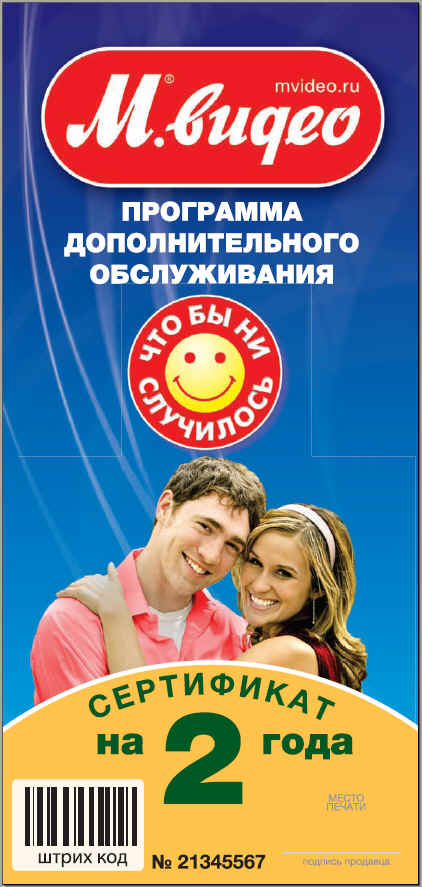 mvideo.ru
М.видео®
ПРОГРАММА
ДОПОЛНИТЕЛЬНОГО
ОБСЛУЖИВАНИЯ
ЧТО БЫ НИ
СЛУЧИЛОСЬ
СЕРТИФИКАТ
на 2 года
МЕСТО
ПЕЧАТИ
штрих код
№ 21345567
подпись продавца